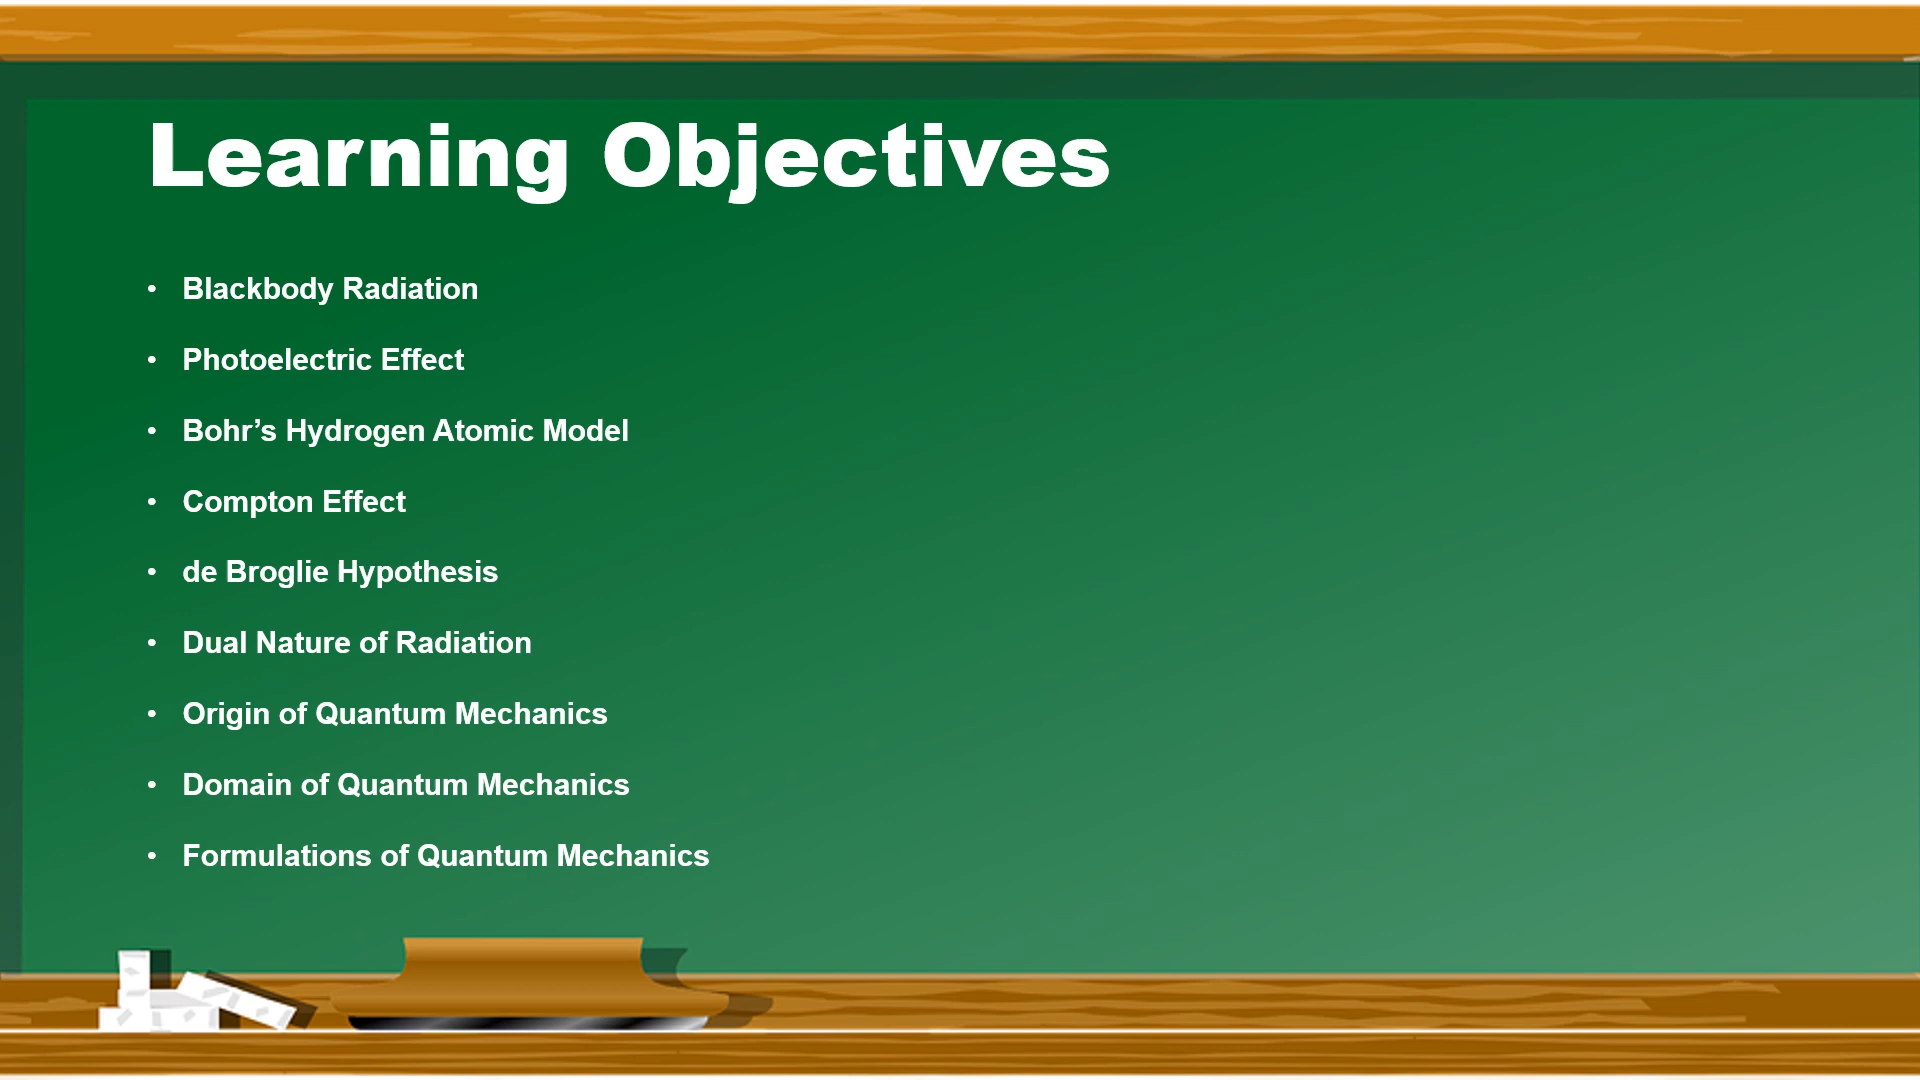 Learning Objectives
• Blackbody Radiation
• Photoelectric Effect
• Bohr’s Hydrogen Atomic Model
• Compton Effect
• de Broglie Hypothesis
• Dual Nature of Radiation
• Origin of Quantum Mechanics
• Domain of Quantum Mechanics
• Formulations of Quantum Mechanics